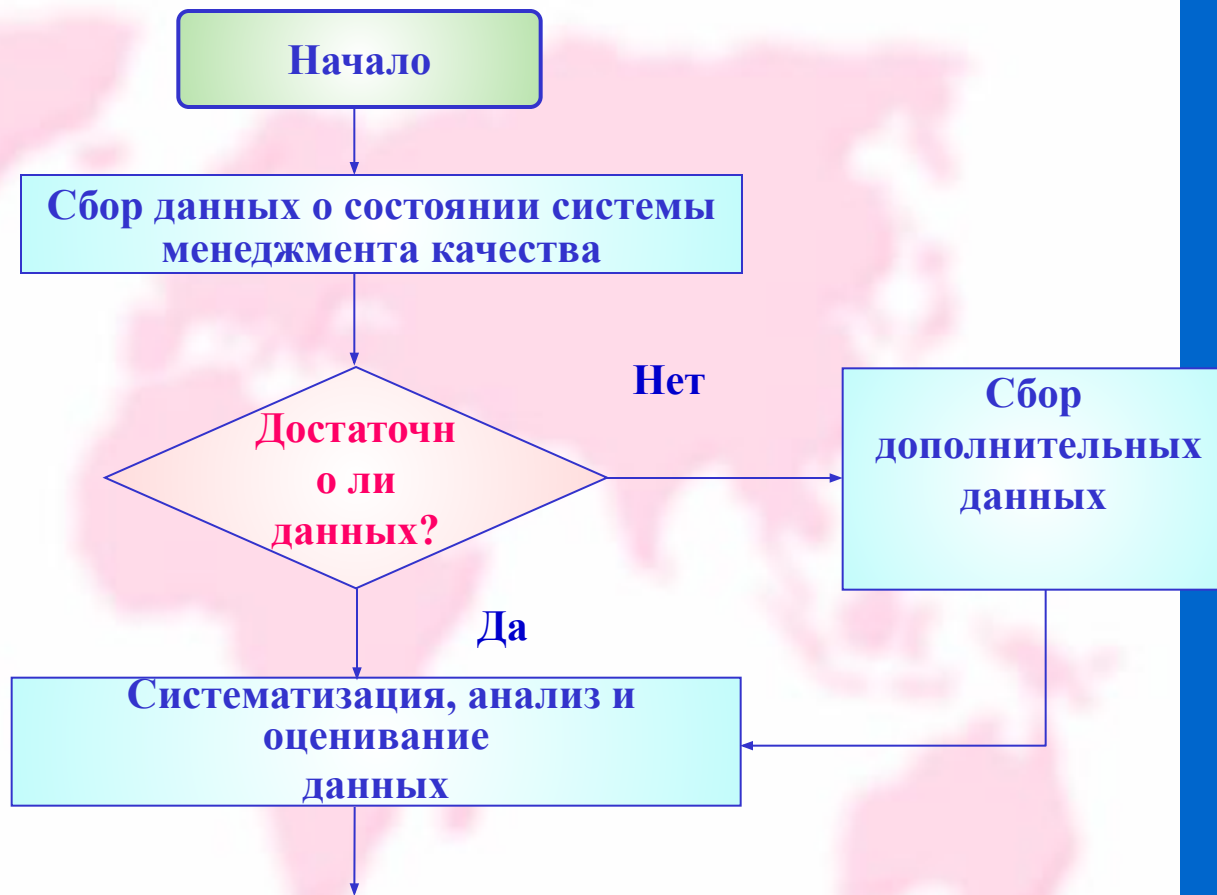 Начало
Сбор данных о состоянии системы
менеджмента качества
Нет
Достаточн
о ли
данных?
Сбор
дополнительных
данных
Да
Систематизация, анализ и
оценивание
данных